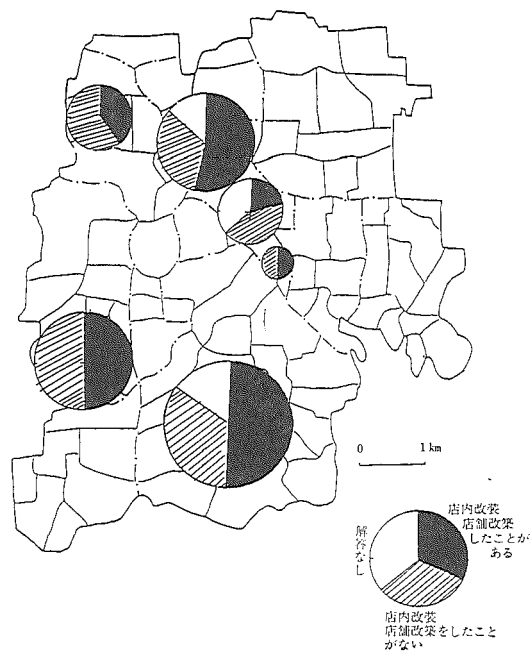 0 1 km
店内改装
店舗改築
したことが
ある
解答なし
店内改装
店舗改築をしたこと
がない